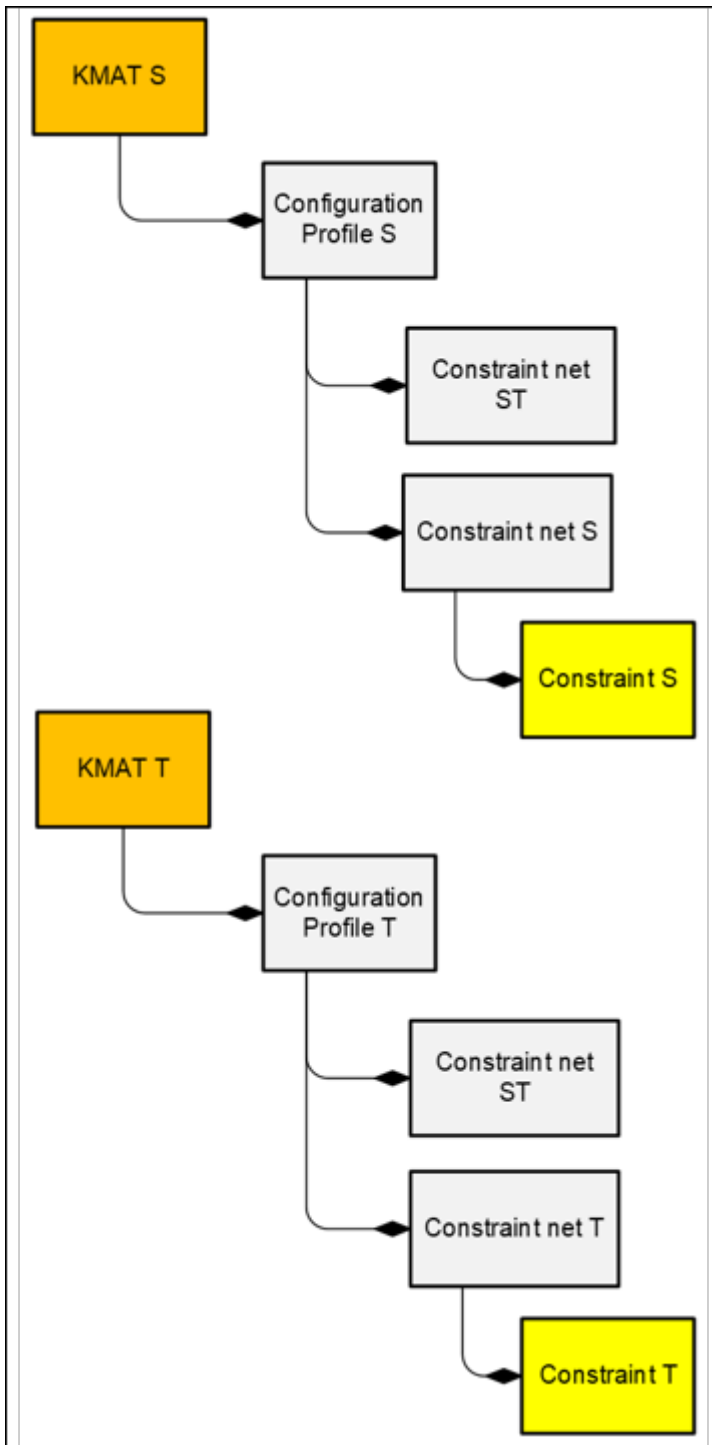 KMAT S
Configuration
Profile S
Constraint net
ST
Constraint net S
Constraint S
KMAT T
Configuration
Profile T
Constraint net
ST
Constraint net T
Constraint T